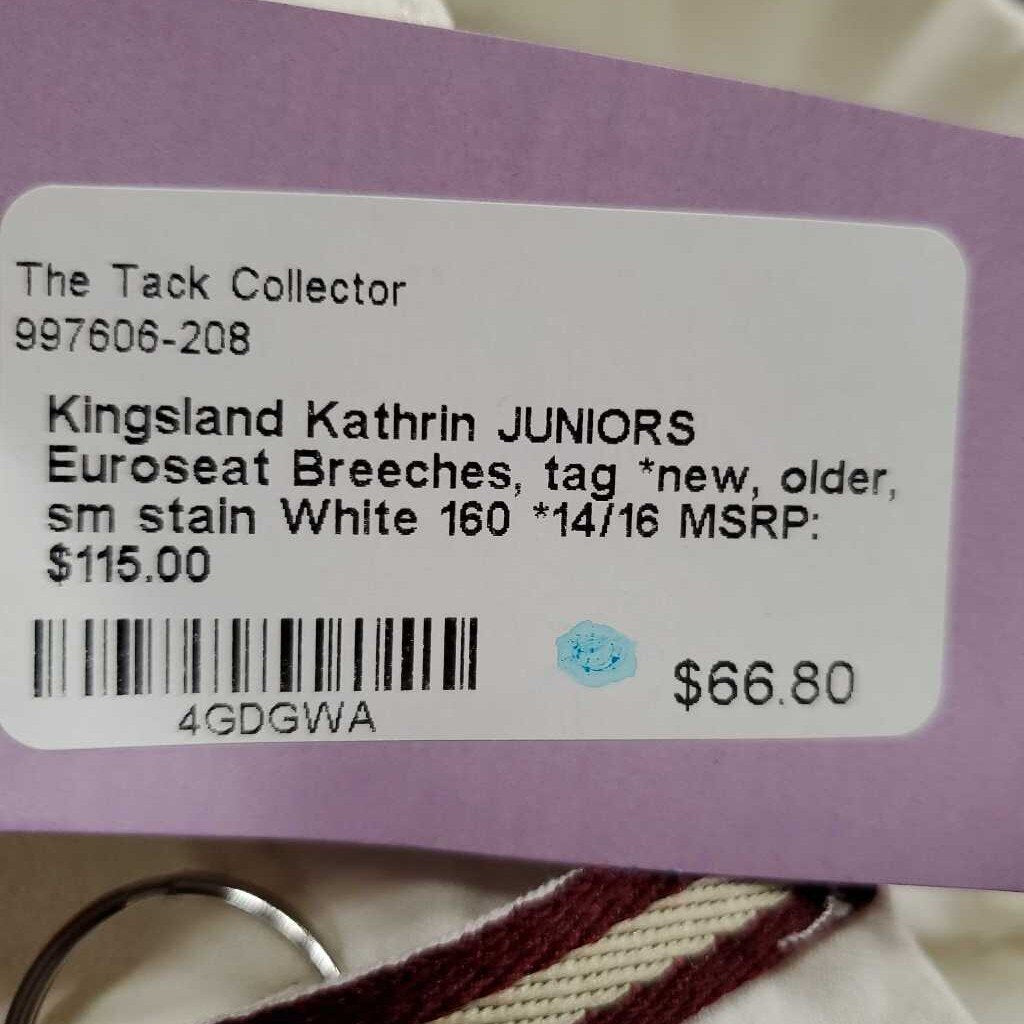 The Tack Collector
997606-208
Kingsland Kathrin JUNIORS
Euroseat Breeches, tag *new, older,
sm stain White 160 *14/16 MSRP:
$115.00
4GDGWA
$66.80